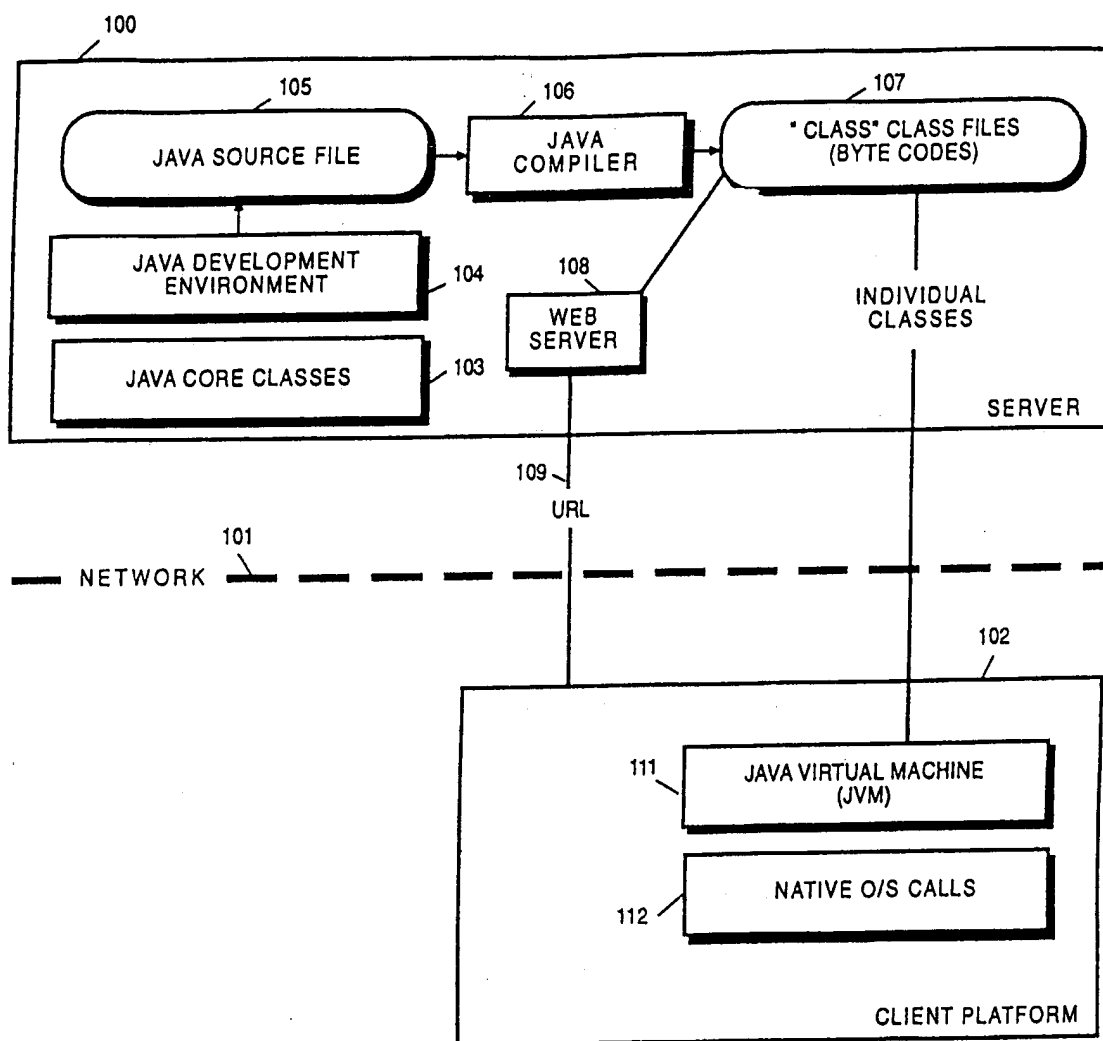 100
105
106
107
JAVA SOURCE FILE
JAVA
COMPILER
" CLASS" CLASS FILES
(BYTE CODES)
JAVA DEVELOPMENT
ENVIRONMENT
104
108
WEB
SERVER
INDIVIDUAL
CLASSES
JAVA CORE CLASSES
103
SERVER
109
URL
101
NETWORK
102
111
JAVA VIRTUAL MACHINE
(JVM)
NATIVE O/S CALLS
112
CLIENT PLATFORM